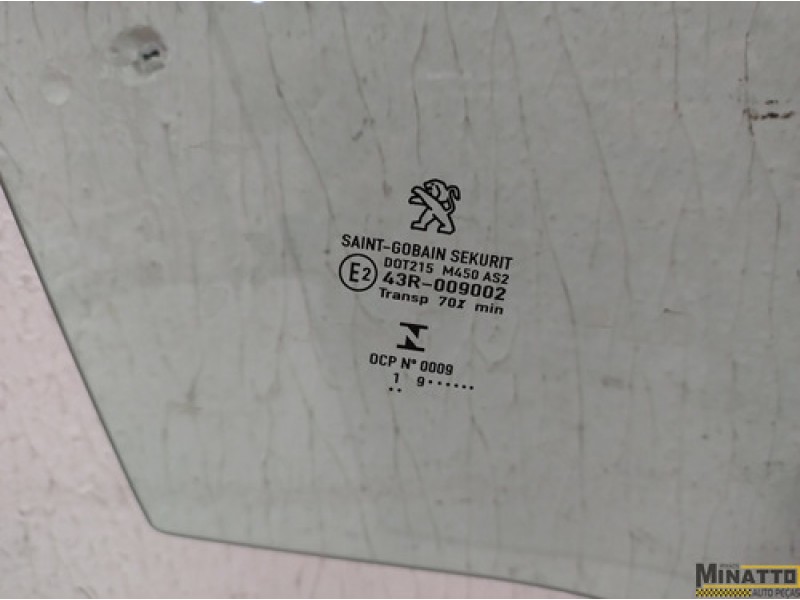 SAINT-GOBAIN SEKURIT
DOT215 M450 AS2
E2
43R-009002
Transp 70% min
N
OCP Nº 0009
1 9......
..
MINATTO
AUTO PEÇAS